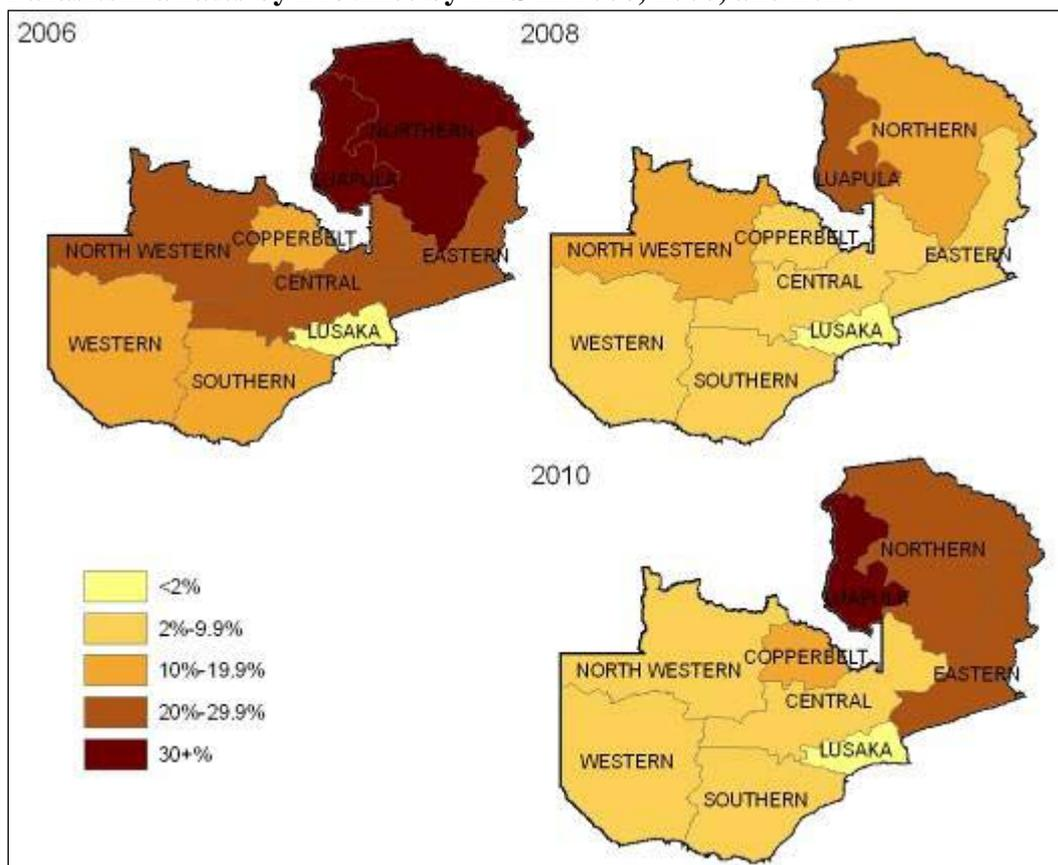 2006
NORTHERN
LUAPULA
NORTH WESTERN
COPPERBELT
EASTERN
CENTRAL
LUSAKA
WESTERN
SOUTHERN
2008
NORTHERN
LUAPULA
NORTH WESTERN
COPPERBELT
EASTERN
CENTRAL
LUSAKA
WESTERN
SOUTHERN
2010
NORTHERN
LUAPULA
NORTH WESTERN
COPPERBELT
EASTERN
CENTRAL
LUSAKA
WESTERN
SOUTHERN
<2%
2%-9.9%
10%-19.9%
20%-29.9%
30+%